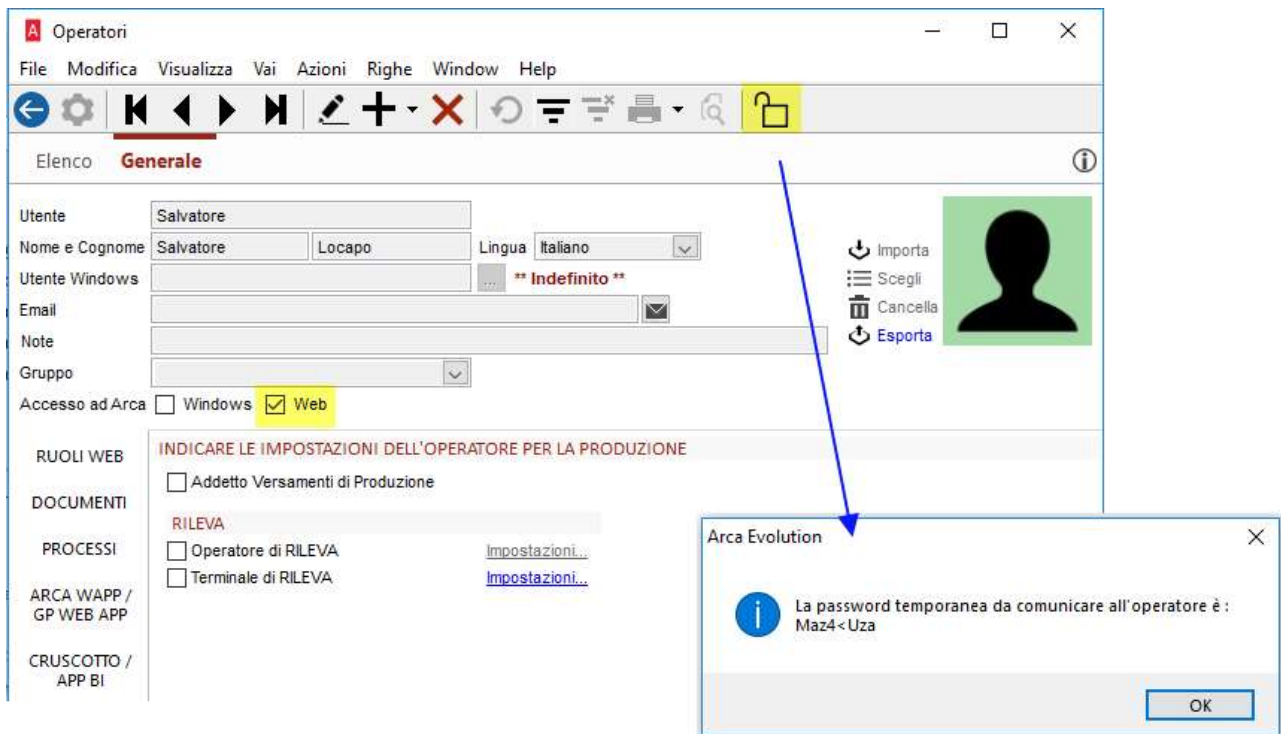 A Operatori
File Modifica Visualizza Vai Azioni Righe Window Help
Elenco Generale
Utente Salvatore
Nome e Cognome Salvatore Locapo Lingua Italiano
Importa
Utente Windows ... ** Indefinito **
Scegli
Email
Cancella
Note
Esporta
Gruppo
Accesso ad Arca Windows Web
RUOLI WEB
DOCUMENTI
PROCESSI
ARCA WAPP /
GP WEB APP
CRUSCOTTO /
APP BI
INDICARE LE IMPOSTAZIONI DELL'OPERATORE PER LA PRODUZIONE
Addetto Versamenti di Produzione
RILEVA
Operatore di RILEVA Impostazioni...
Terminale di RILEVA Impostazioni...
Arca Evolution
La password temporanea da comunicare all'operatore è :
Maz4<Uza
OK